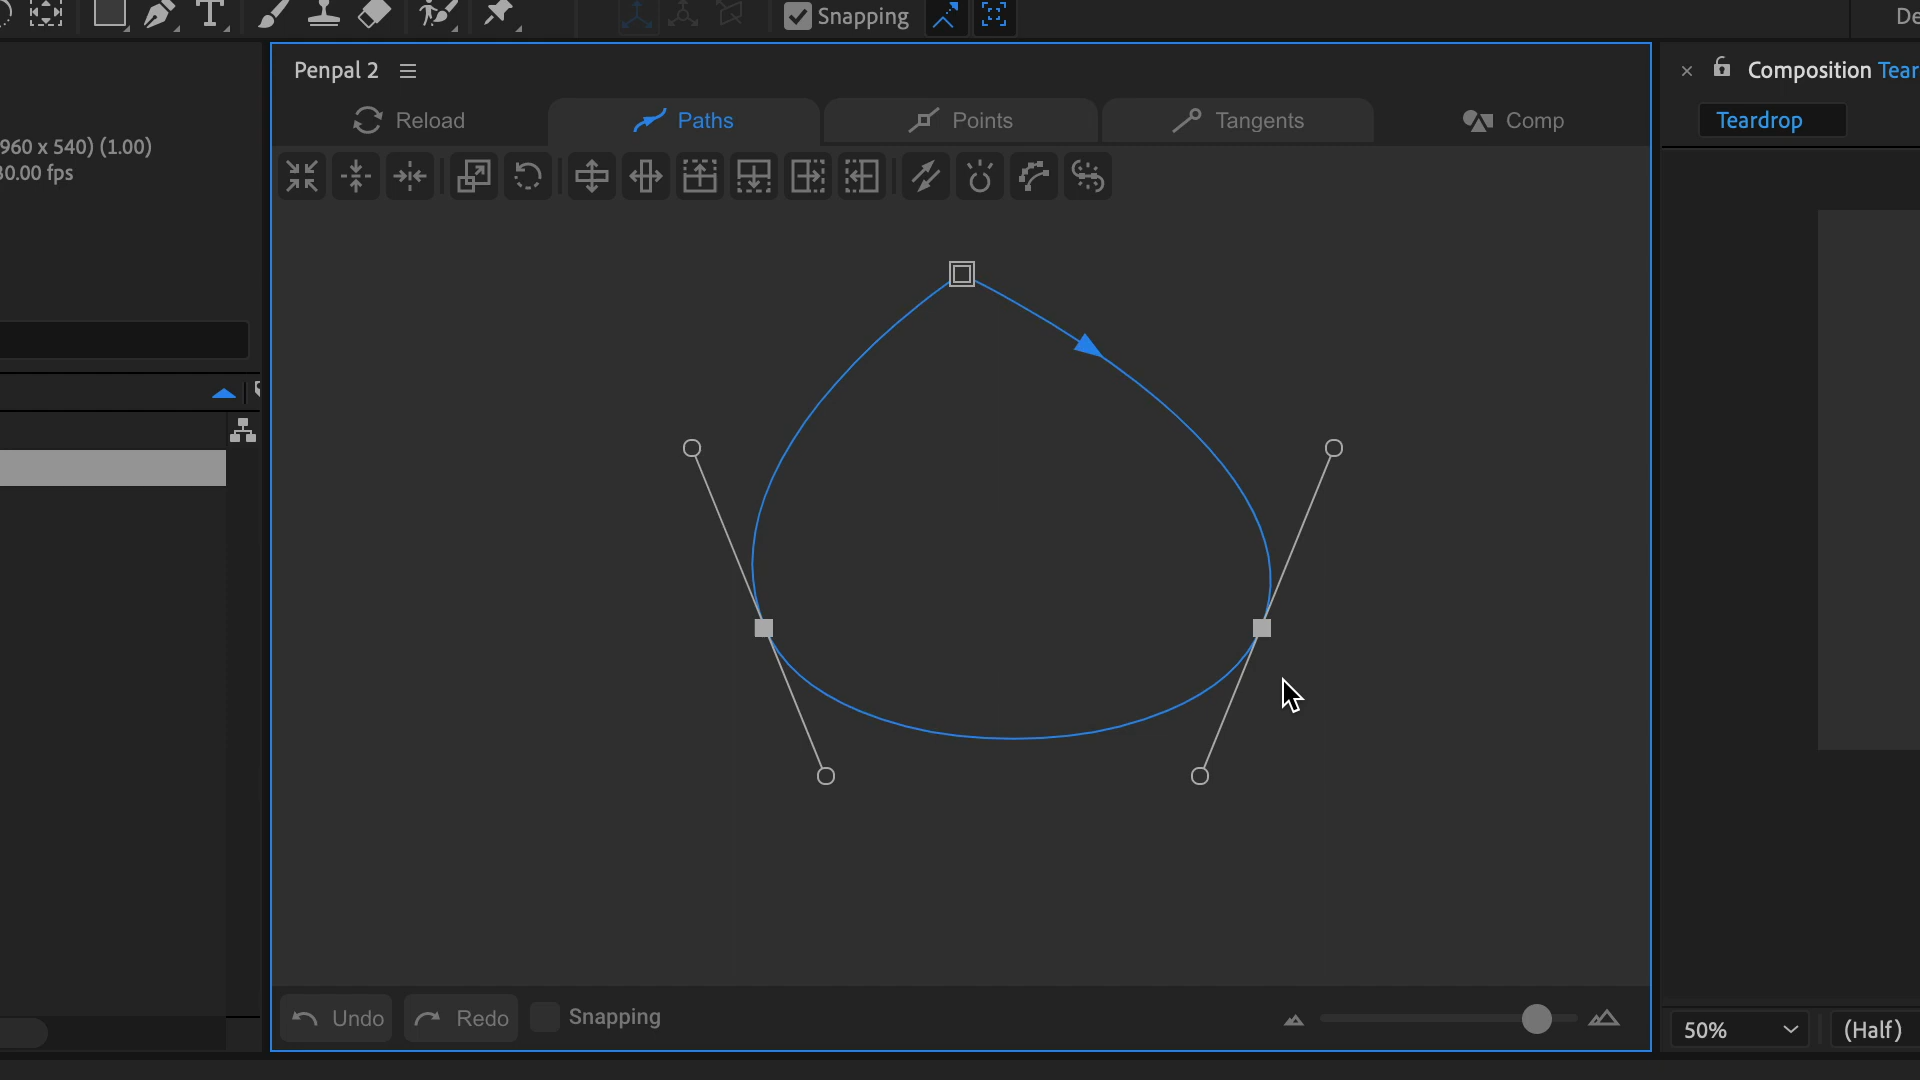 T
Snapping
De
Penpal 2
Composition Tear
Reload
Paths
Points
Tangents
Comp
Teardrop
960 x 540) (1.00)
30.00 fps
Undo
Redo
Snapping
50%
(Half)